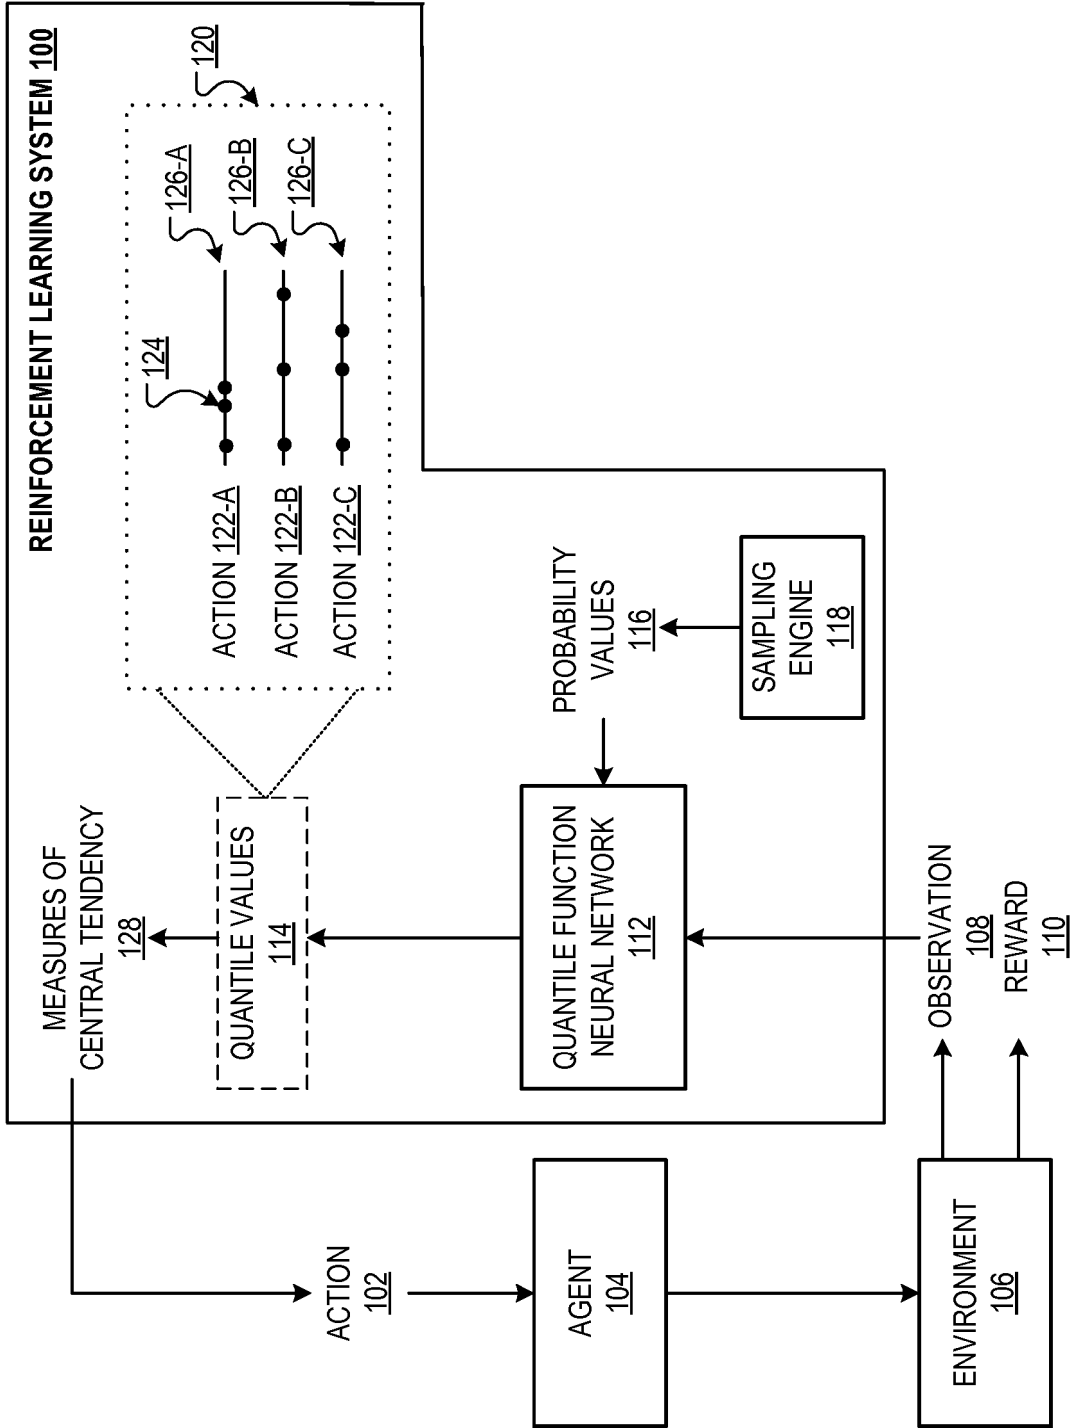 REINFORCEMENT LEARNING SYSTEM 100
MEASURES OF
CENTRAL TENDENCY
128
QUANTILE VALUES
114
120
124
126-A
126-B
126-C
ACTION 122-A
ACTION 122-B
ACTION 122-C
ACTION
102
AGENT
104
QUANTILE FUNCTION
NEURAL NETWORK
112
PROBABILITY
VALUES
116
SAMPLING
ENGINE
118
ENVIRONMENT
106
OBSERVATION
108
REWARD
110